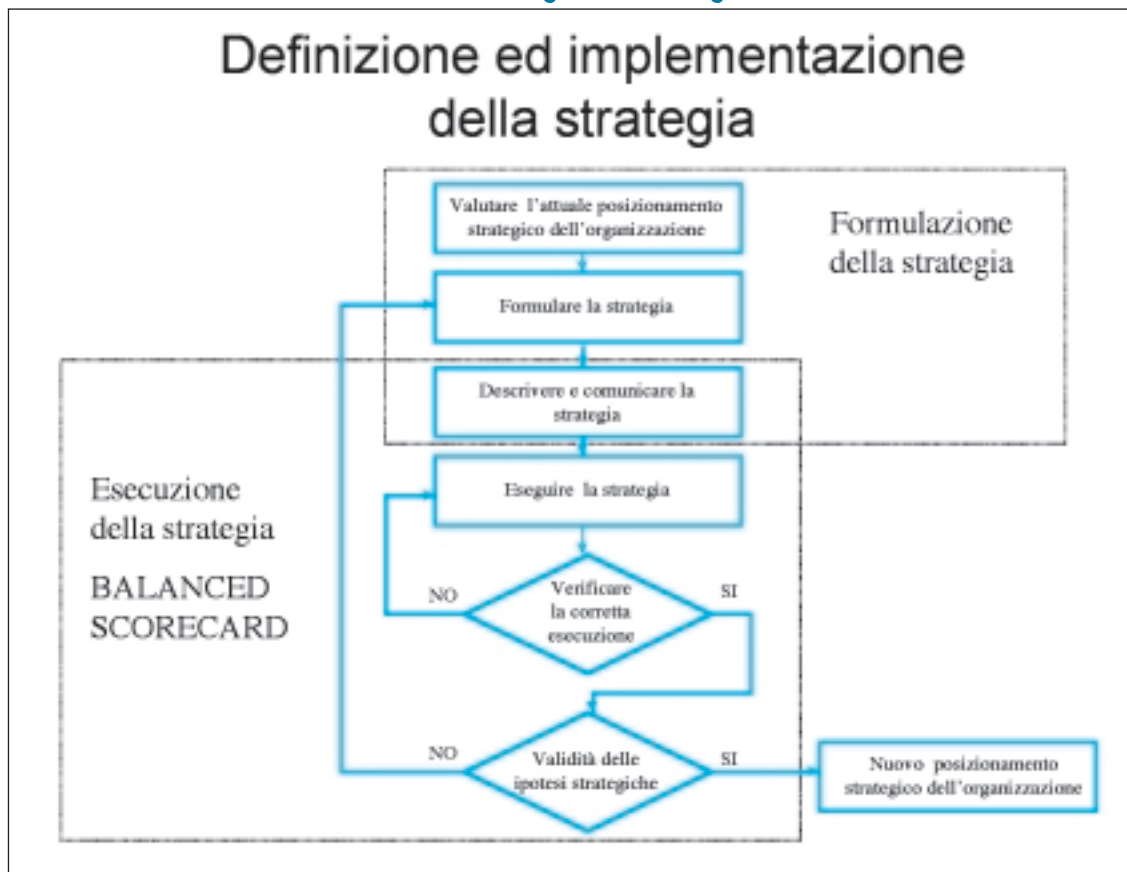 Definizione ed implementazione
della strategia
Valutare l'attuale posizionamento
strategico dell'organizzazione
Formulazione
della strategia
Formulare la strategia
Descrivere e comunicare la
strategia
Esecuzione
della strategia
BALANCED
SCORECARD
Eseguire la strategia
NO
Verificare
la corretta
esecuzione
SI
NO
Validità delle
ipotesi strategiche
SI
Nuovo posizionamento
strategico dell'organizzazione